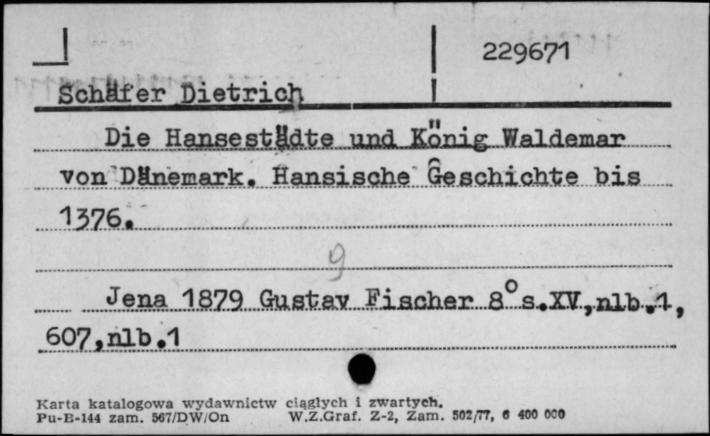 229671
Schäfer Dietrich
Die Hansestädte und König Waldemar
von Dänemark. Hansische Geschichte bis
1376.
9
Jena 1879 Gustav Fischer 8° s.XV,nlb.1,
607,nlb.1
Karta katalogowa wydawnictw ciągłych i zwartych.
Pu-B-144 zam. 567/DW/On W.Z.Graf. Z-2, Zam. 502/77, 6 400 000